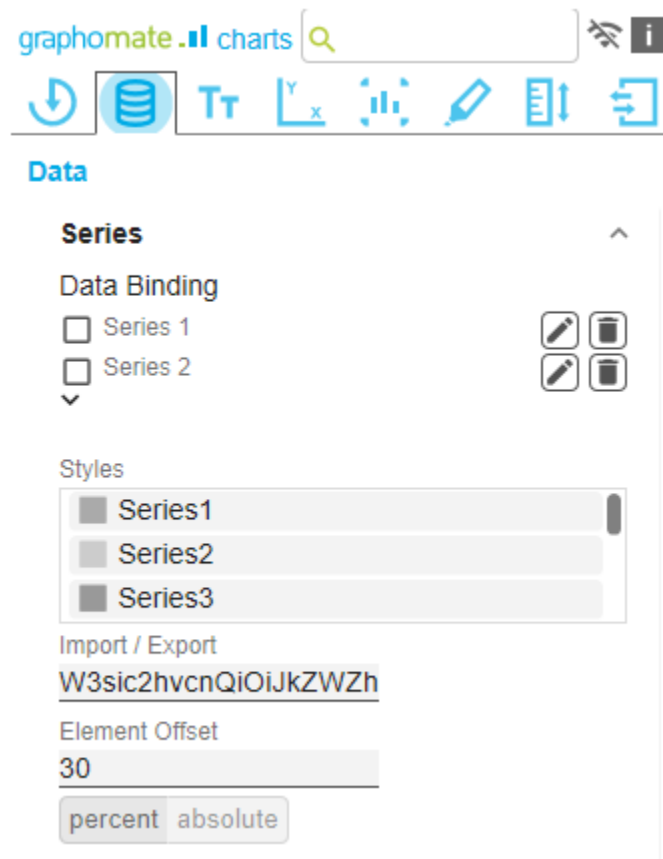 graphomate charts i
TT Y x
Data
Series
Data Binding
Series 1
Series 2
Styles
Series1
Series2
Series3
Import / Export
W3sic2hvcnQiOiJkZWZh
Element Offset
30
percent absolute